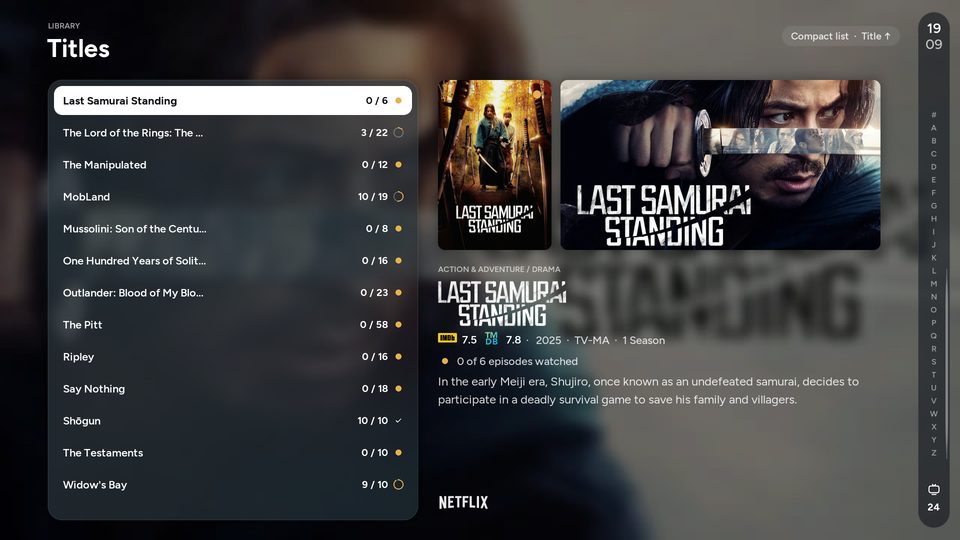 LIBRARY
Titles
Compact list · Title ↑
19
09
Last Samurai Standing 0 / 6
The Lord of the Rings: The ... 3 / 22
The Manipulated 0 / 12
MobLand 10 / 19
Mussolini: Son of the Centu... 0 / 8
One Hundred Years of Solit... 0 / 16
Outlander: Blood of My Blo... 0 / 23
The Pitt 0 / 58
Ripley 0 / 16
Say Nothing 0 / 18
Shōgun 10 / 10 ✓
The Testaments 0 / 10
Widow's Bay 9 / 10
LAST SAMURAI
STANDING
LAST SAMURAI
STANDING
ACTION & ADVENTURE / DRAMA
LAST SAMURAI
STANDING
IMDb 7.5 TMDB 7.8 · 2025 · TV-MA · 1 Season
0 of 6 episodes watched
In the early Meiji era, Shujiro, once known as an undefeated samurai, decides to
participate in a deadly survival game to save his family and villagers.
NETFLIX
STANDING
#
A
B
C
D
E
F
G
H
I
J
K
L
M
N
O
P
Q
R
S
T
U
V
W
X
Y
Z
24